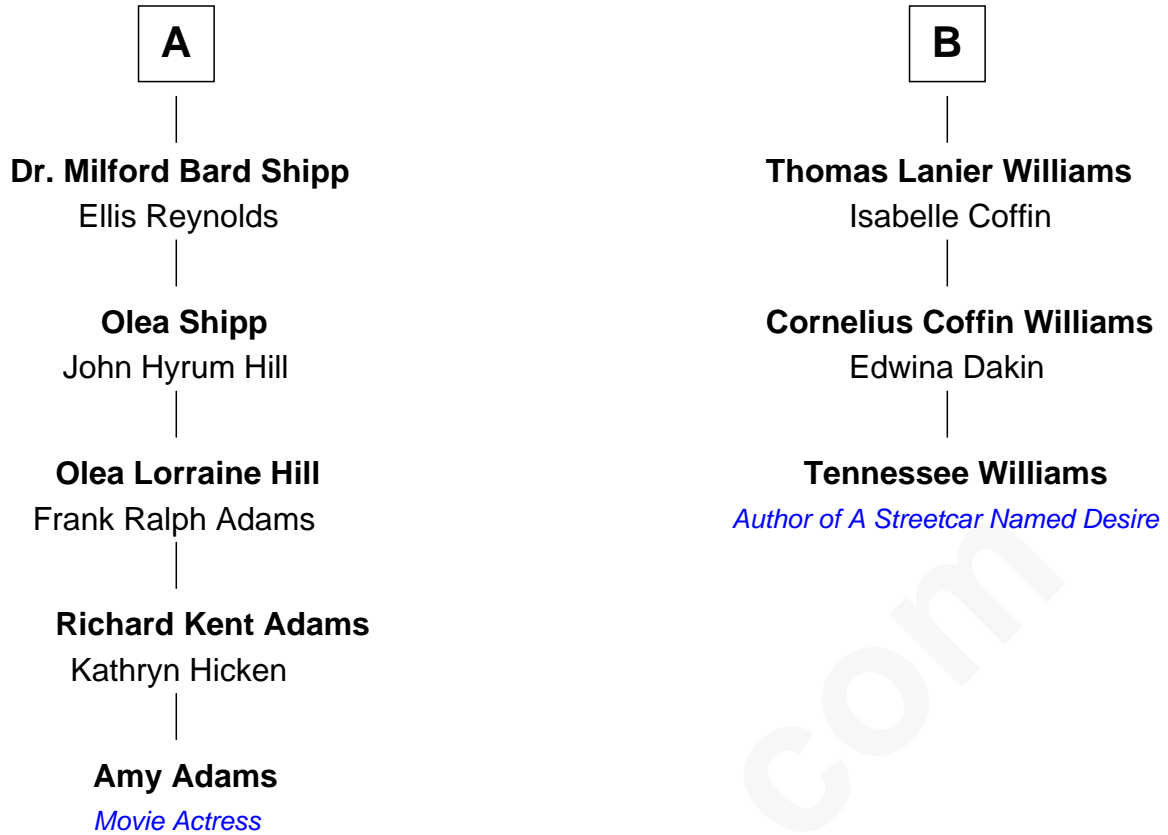 A
Dr. Milford Bard Shipp
Ellis Reynolds
Olea Shipp
John Hyrum Hill
Olea Lorraine Hill
Frank Ralph Adams
Richard Kent Adams
Kathryn Hicken
Amy Adams
Movie Actress
B
Thomas Lanier Williams
Isabelle Coffin
Cornelius Coffin Williams
Edwina Dakin
Tennessee Williams
Author of A Streetcar Named Desire
com